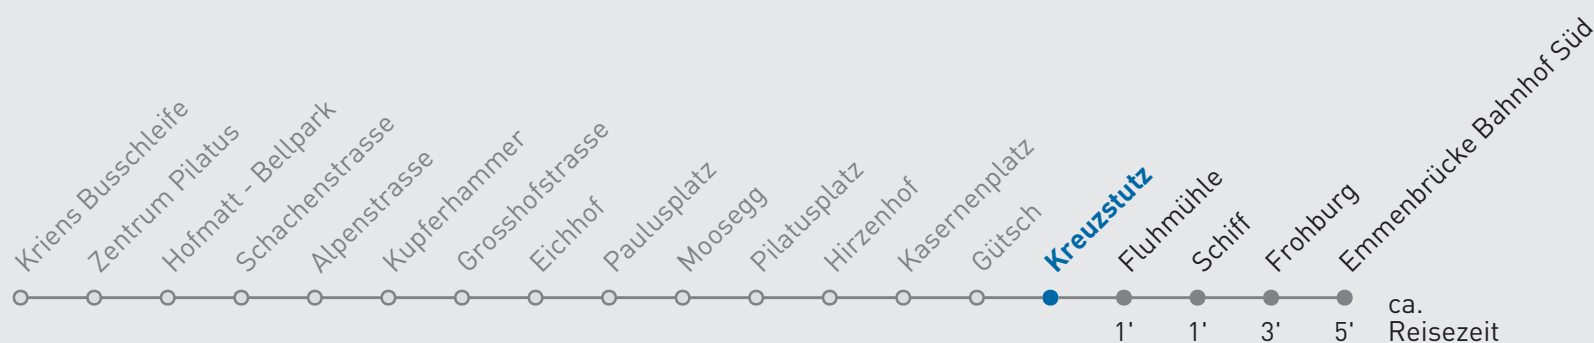 Kriens Busschleife
Zentrum Pilatus
Hofmatt - Bellpark
Schachenstrasse
Alpenstrasse
Kupferhammer
Grosshofstrasse
Eichhof
Paulusplatz
Moosegg
Pilatusplatz
Hirzenhof
Kasernenplatz
Gütsch
Kreuzstutz
Fluhmühle
Schiff
Frohburg
Emmenbrücke Bahnhof Süd
ca.
1' 1' 3' 5' Reisezeit